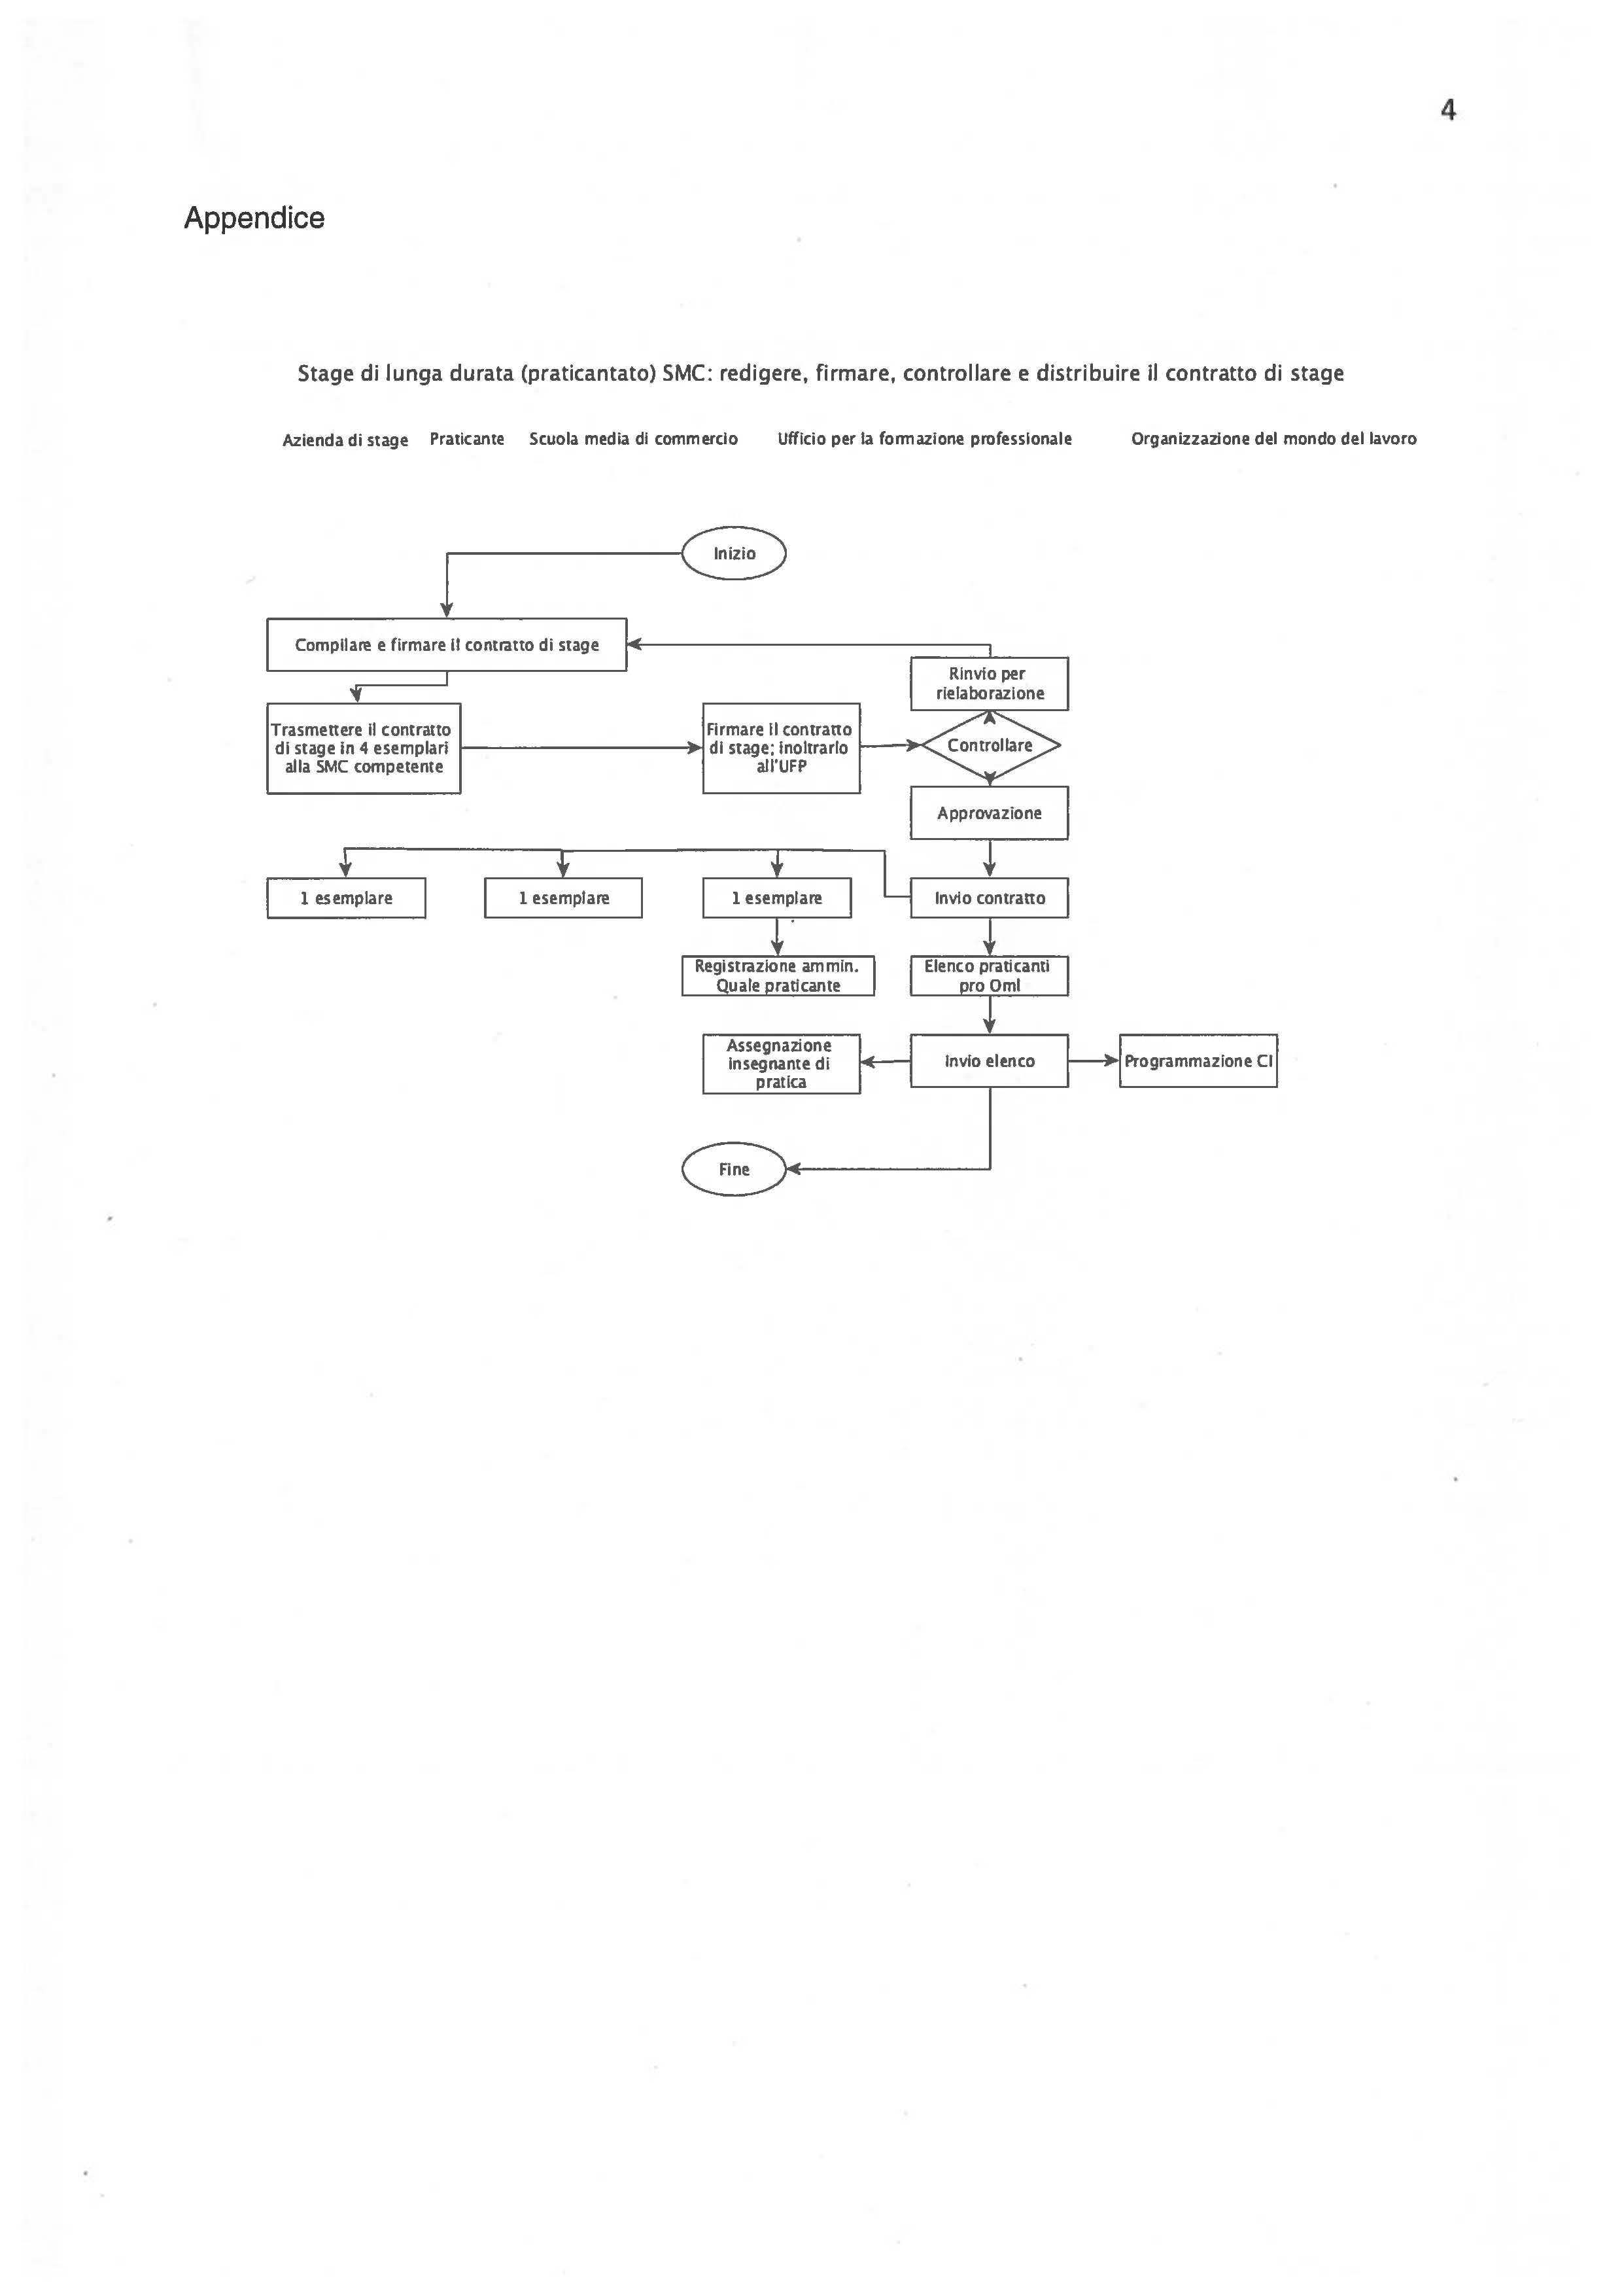 4
Appendice
Stage di lunga durata (praticantato) SMC: redigere, firmare, controllare e distribuire il contratto di stage
Azienda di stage Praticante Scuola media di commercio Ufficio per la formazione professionale Organizzazione del mondo del lavoro
Inizio
Compilare e firmare il contratto di stage
Rinvio per
rielaborazione
Trasmettere il contratto
di stage in 4 esemplari
alla SMC competente
Firmare il contratto
di stage; inoltrarlo
all'UFP
Controllare
Approvazione
1 esemplare
1 esemplare
1 esemplare
Invio contratto
Registrazione ammin.
Quale praticante
Elenco praticanti
pro Oml
Assegnazione
insegnante di
pratica
Invio elenco
Programmazione CI
Fine